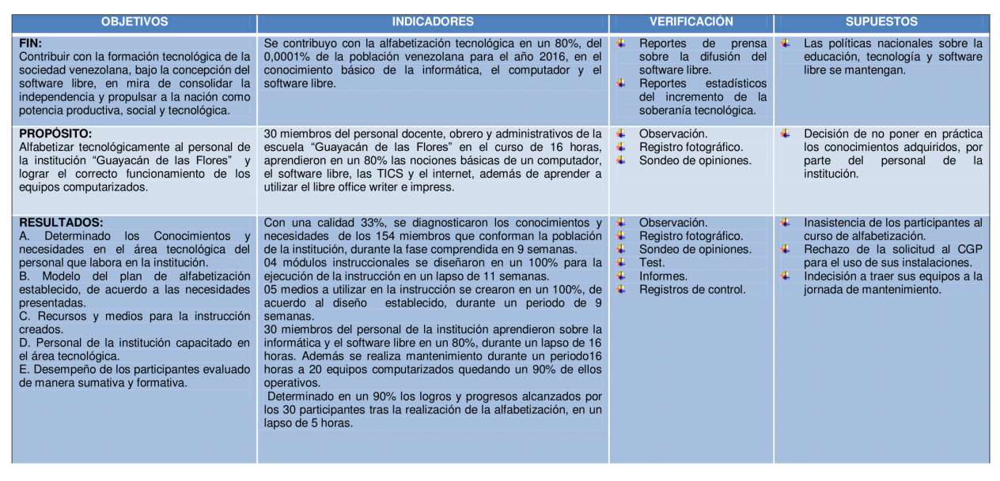 OBJETIVOS
INDICADORES
VERIFICACIÓN
SUPUESTOS
FIN:
Contribuir con la formación tecnológica de la
sociedad venezolana, bajo la concepción del
software libre, en mira de consolidar la
independencia y propulsar a la nación como
potencia productiva, social y tecnológica.
Se contribuyo con la alfabetización tecnológica en un 80%, del
0,0001% de la población venezolana para el año 2016, en el
conocimiento básico de la informática, el computador y el
software libre.
Reportes de prensa
sobre la difusión del
software libre.
Reportes estadísticos
del incremento de la
soberanía tecnológica.
Las políticas nacionales sobre la
educación, tecnología y software
libre se mantengan.
PROPÓSITO:
Alfabetizar tecnológicamente al personal de
la institución “Guayacán de las Flores” y
lograr el correcto funcionamiento de los
equipos computarizados.
30 miembros del personal docente, obrero y administrativos de la
escuela “Guayacán de las Flores” en el curso de 16 horas,
aprendieron en un 80% las nociones básicas de un computador,
el software libre, las TICS y el internet, además de aprender a
utilizar el libre office writer e impress.
Observación.
Registro fotográfico.
Sondeo de opiniones.
Decisión de no poner en práctica
los conocimientos adquiridos, por
parte del personal de la
institución.
RESULTADOS:
A. Determinado los Conocimientos y
necesidades en el área tecnológica del
personal que labora en la institución.
B. Modelo del plan de alfabetización
establecido, de acuerdo a las necesidades
presentadas.
C. Recursos y medios para la instrucción
creados.
D. Personal de la institución capacitado en
el área tecnológica.
E. Desempeño de los participantes evaluado
de manera sumativa y formativa.
Con una calidad 33%, se diagnosticaron los conocimientos y
necesidades de los 154 miembros que conforman la población
de la institución, durante la fase comprendida en 9 semanas.
04 módulos instruccionales se diseñaron en un 100% para la
ejecución de la instrucción en un lapso de 11 semanas.
05 medios a utilizar en la instrucción se crearon en un 100%, de
acuerdo al diseño establecido, durante un periodo de 9
semanas.
30 miembros del personal de la institución aprendieron sobre la
informática y el software libre en un 80%, durante un lapso de 16
horas. Además se realiza mantenimiento durante un periodo16
horas a 20 equipos computarizados quedando un 90% de ellos
operativos.
Determinado en un 90% los logros y progresos alcanzados por
los 30 participantes tras la realización de la alfabetización, en un
lapso de 5 horas.
Observación.
Registro fotográfico.
Sondeo de opiniones.
Test.
Informes.
Registros de control.
Inasistencia de los participantes al
curso de alfabetización.
Rechazo de la solicitud al CGP
para el uso de sus instalaciones.
Indecisión a traer sus equipos a la
jornada de mantenimiento.